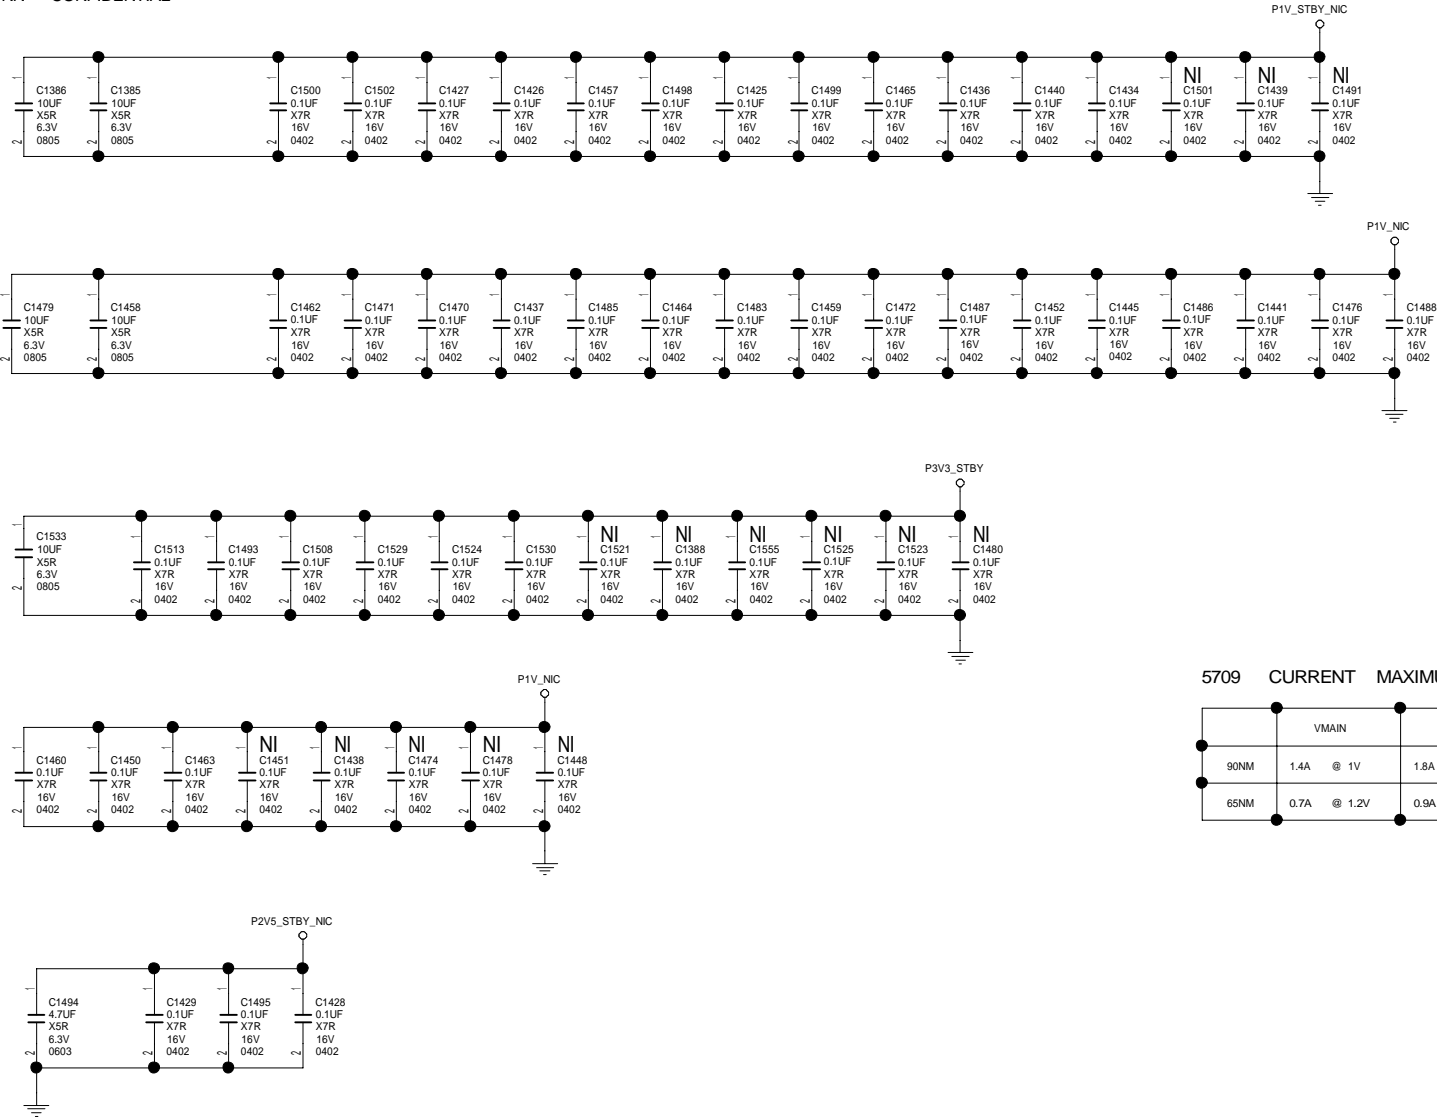 CONFIDENTIAL
P1V_STBY_NIC
NI NI NI
C1386 C1385 C1500 C1502 C1427 C1426 C1457 C1498 C1425 C1499 C1465 C1436 C1440 C1434 C1501 C1439 C1491
10UF 10UF 0.1UF 0.1UF 0.1UF 0.1UF 0.1UF 0.1UF 0.1UF 0.1UF 0.1UF 0.1UF 0.1UF 0.1UF 0.1UF 0.1UF 0.1UF
X5R X5R X7R X7R X7R X7R X7R X7R X7R X7R X7R X7R X7R X7R X7R X7R X7R
6.3V 6.3V 16V 16V 16V 16V 16V 16V 16V 16V 16V 16V 16V 16V 16V 16V 16V
0805 0805 0402 0402 0402 0402 0402 0402 0402 0402 0402 0402 0402 0402 0402 0402 0402
P1V_NIC
C1479 C1458 C1462 C1471 C1470 C1437 C1485 C1464 C1483 C1459 C1472 C1487 C1452 C1445 C1486 C1441 C1476 C1488
10UF 10UF 0.1UF 0.1UF 0.1UF 0.1UF 0.1UF 0.1UF 0.1UF 0.1UF 0.1UF 0.1UF 0.1UF 0.1UF 0.1UF 0.1UF 0.1UF 0.1UF
X5R X5R X7R X7R X7R X7R X7R X7R X7R X7R X7R X7R X7R X7R X7R X7R X7R X7R
6.3V 6.3V 16V 16V 16V 16V 16V 16V 16V 16V 16V 16V 16V 16V 16V 16V 16V 16V
0805 0805 0402 0402 0402 0402 0402 0402 0402 0402 0402 0402 0402 0402 0402 0402 0402 0402
P3V3_STBY
NI NI NI NI NI NI
C1533 C1513 C1493 C1508 C1529 C1524 C1530 C1521 C1388 C1555 C1525 C1523 C1480
10UF 0.1UF 0.1UF 0.1UF 0.1UF 0.1UF 0.1UF 0.1UF 0.1UF 0.1UF 0.1UF 0.1UF 0.1UF
X5R X7R X7R X7R X7R X7R X7R X7R X7R X7R X7R X7R X7R
6.3V 16V 16V 16V 16V 16V 16V 16V 16V 16V 16V 16V 16V
0805 0402 0402 0402 0402 0402 0402 0402 0402 0402 0402 0402 0402
P1V_NIC
NI NI NI NI NI
C1460 C1450 C1463 C1451 C1438 C1474 C1478 C1448
0.1UF 0.1UF 0.1UF 0.1UF 0.1UF 0.1UF 0.1UF 0.1UF
X7R X7R X7R X7R X7R X7R X7R X7R
16V 16V 16V 16V 16V 16V 16V 16V
0402 0402 0402 0402 0402 0402 0402 0402
5709 CURRENT MAXIMU
VMAIN
90NM 1.4A @ 1V 1.8A
65NM 0.7A @ 1.2V 0.9A
P2V5_STBY_NIC
C1494 C1429 C1495 C1428
4.7UF 0.1UF 0.1UF 0.1UF
X5R X7R X7R X7R
6.3V 16V 16V 16V
0603 0402 0402 0402